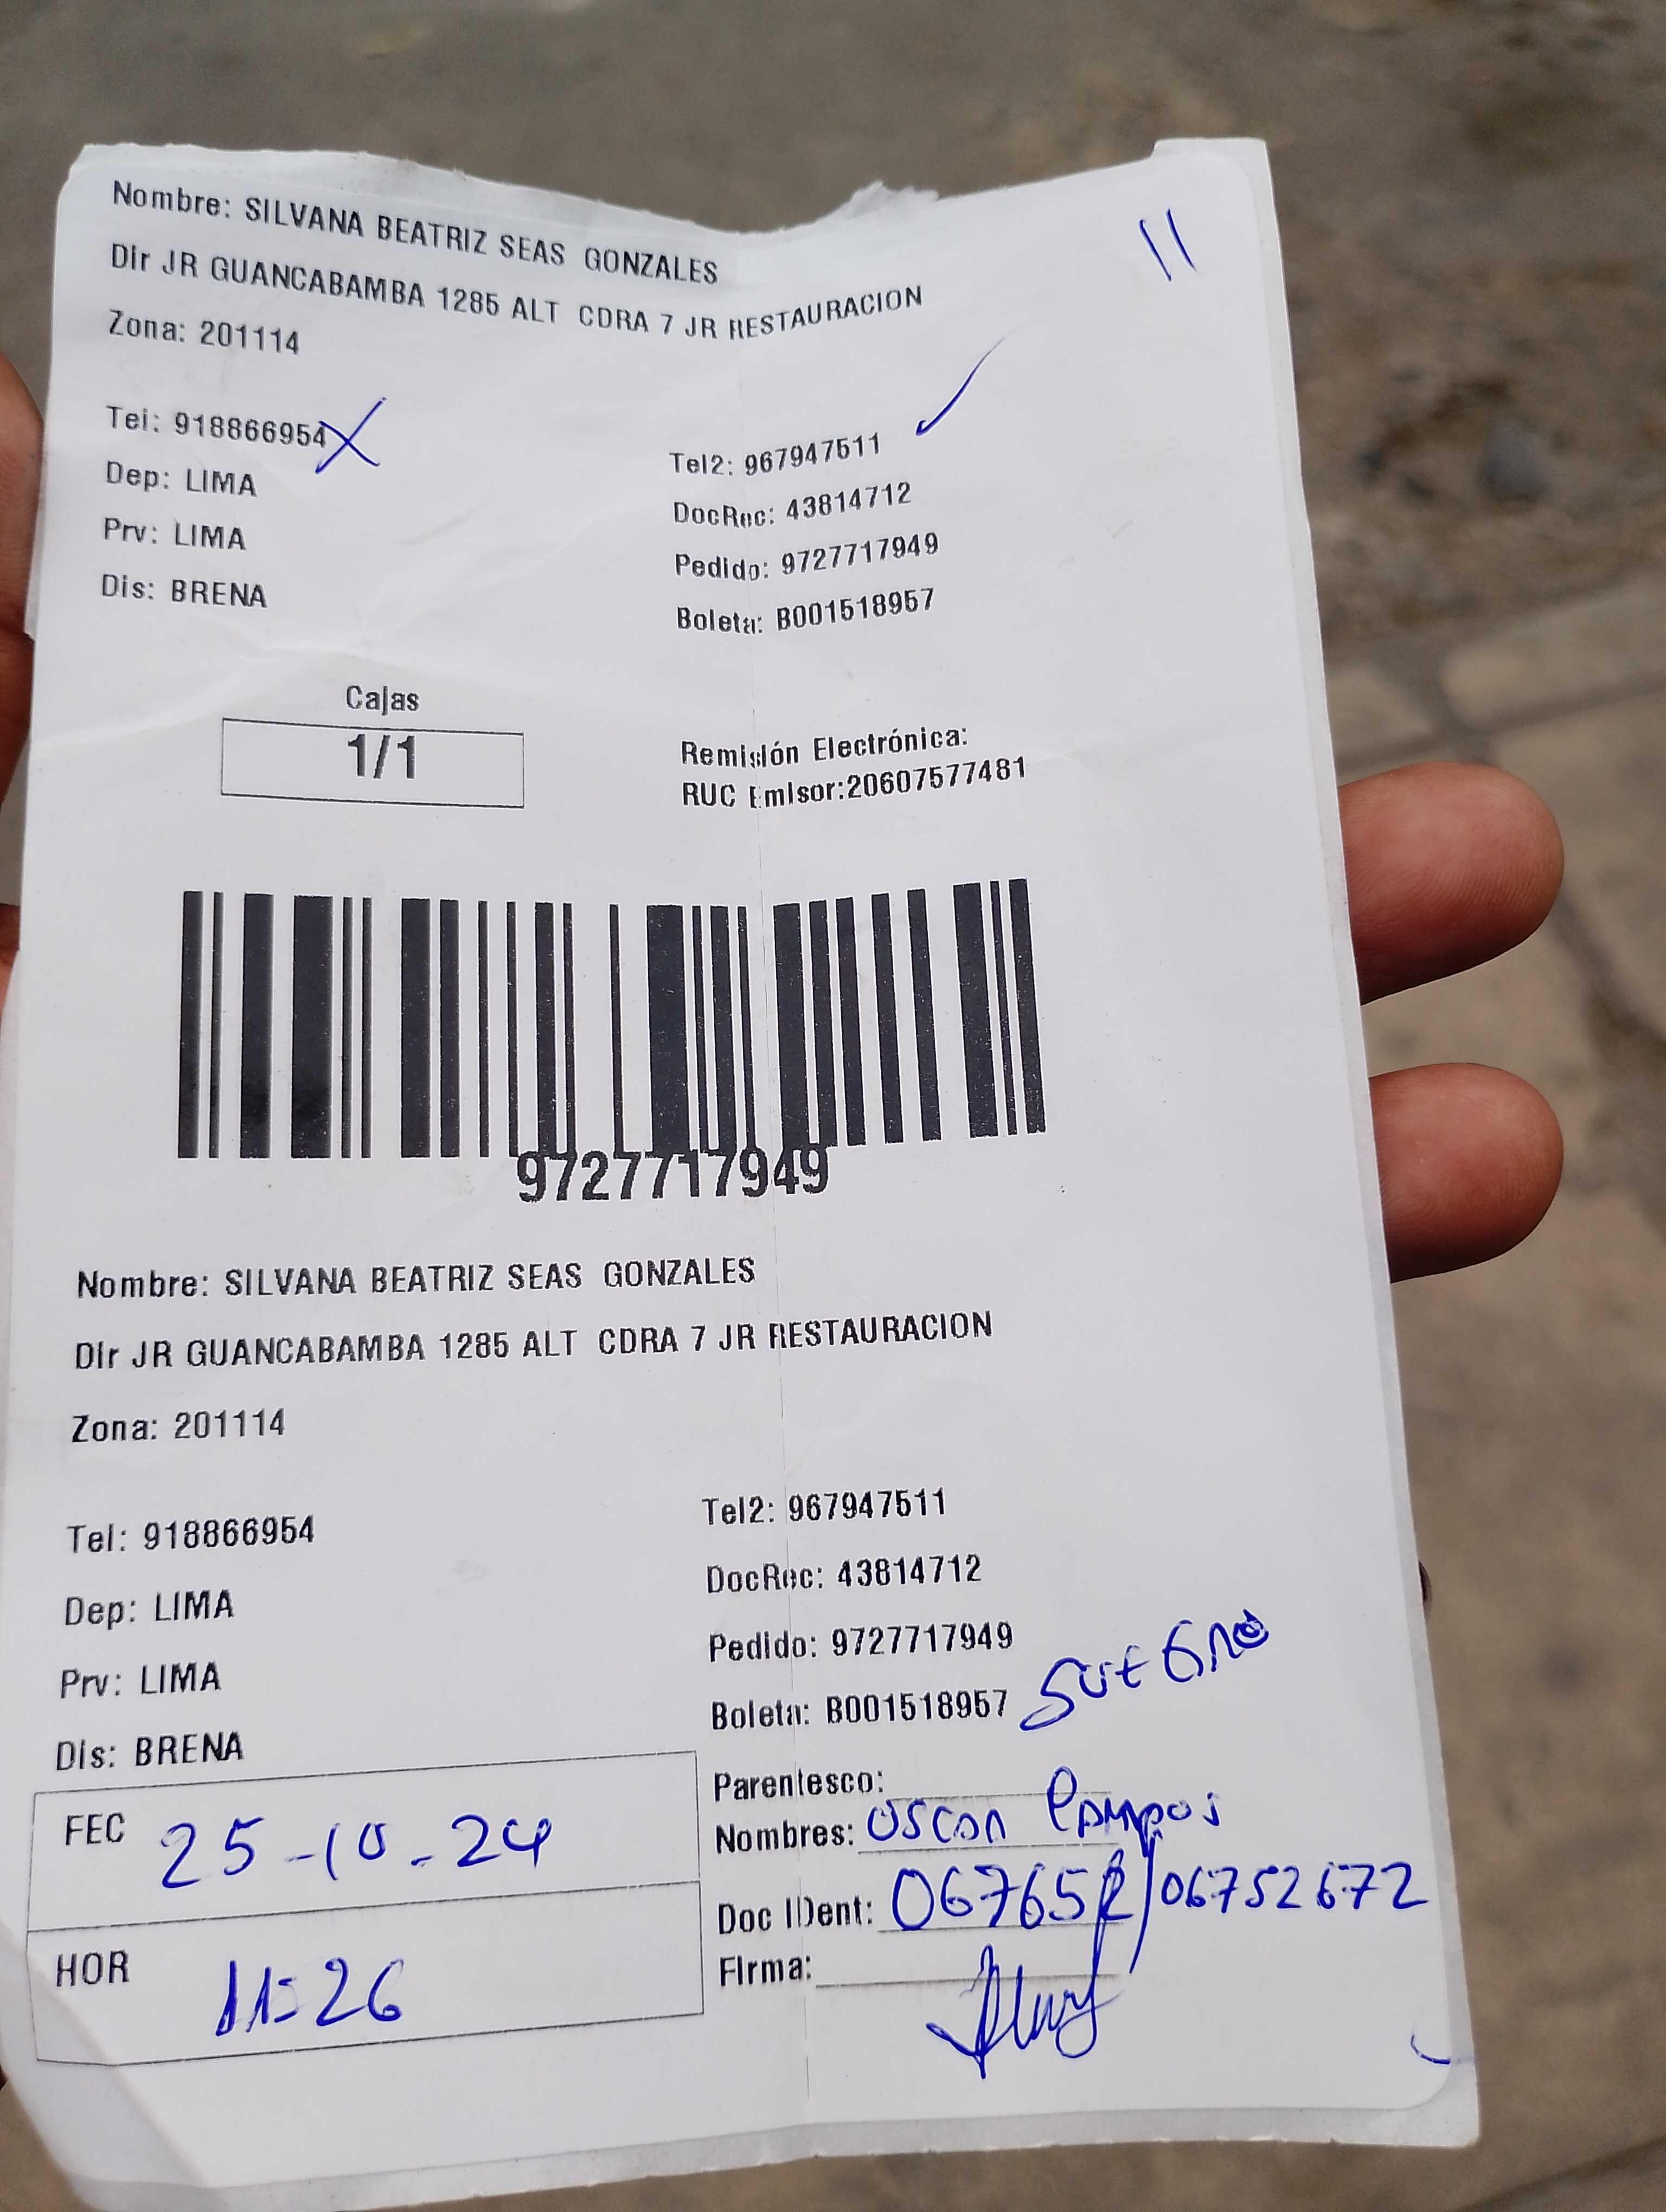 Nombre: SILVANA BEATRIZ SEAS GONZALES
Dir JR GUANCABAMBA 1285 ALT CDRA 7 JR RESTAURACION
Zona: 201114
Tel: 918866954 Tel2: 967947511
Dep: LIMA DocRec: 43814712
Prv: LIMA Pedido: 9727717949
Dis: BRENA Boleta: B001518957
Cajas
1/1
Remisión Electrónica:
RUC Emisor:20607577481
9727717949
Nombre: SILVANA BEATRIZ SEAS GONZALES
Dir JR GUANCABAMBA 1285 ALT CDRA 7 JR RESTAURACION
Zona: 201114
Tel: 918866954 Tel2: 967947511
Dep: LIMA DocRec: 43814712
Prv: LIMA Pedido: 9727717949
Dis: BRENA Boleta: B001518957
Parentesco: suegro
FEC 25-10-24
Nombres: Oscar Campos
Doc IDent: 06752672
HOR 11:26
Firma: